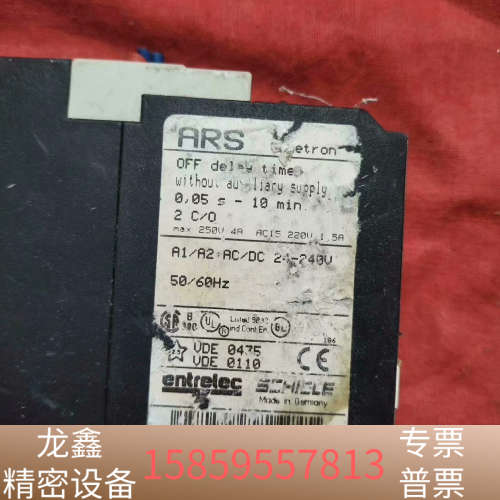 ARS
OFF delay time
without auxiliary supply
0,05 s - 10 min.
2 C/O
max 250V 4A AC15 220V 1,5A
A1/A2:AC/DC 24-240V
50/60Hz
UL
VDE 0435
VDE 0110
CE
entrelec SCHIELE
Made in Germany
龙鑫
精密设备
15859557813
专票
普票